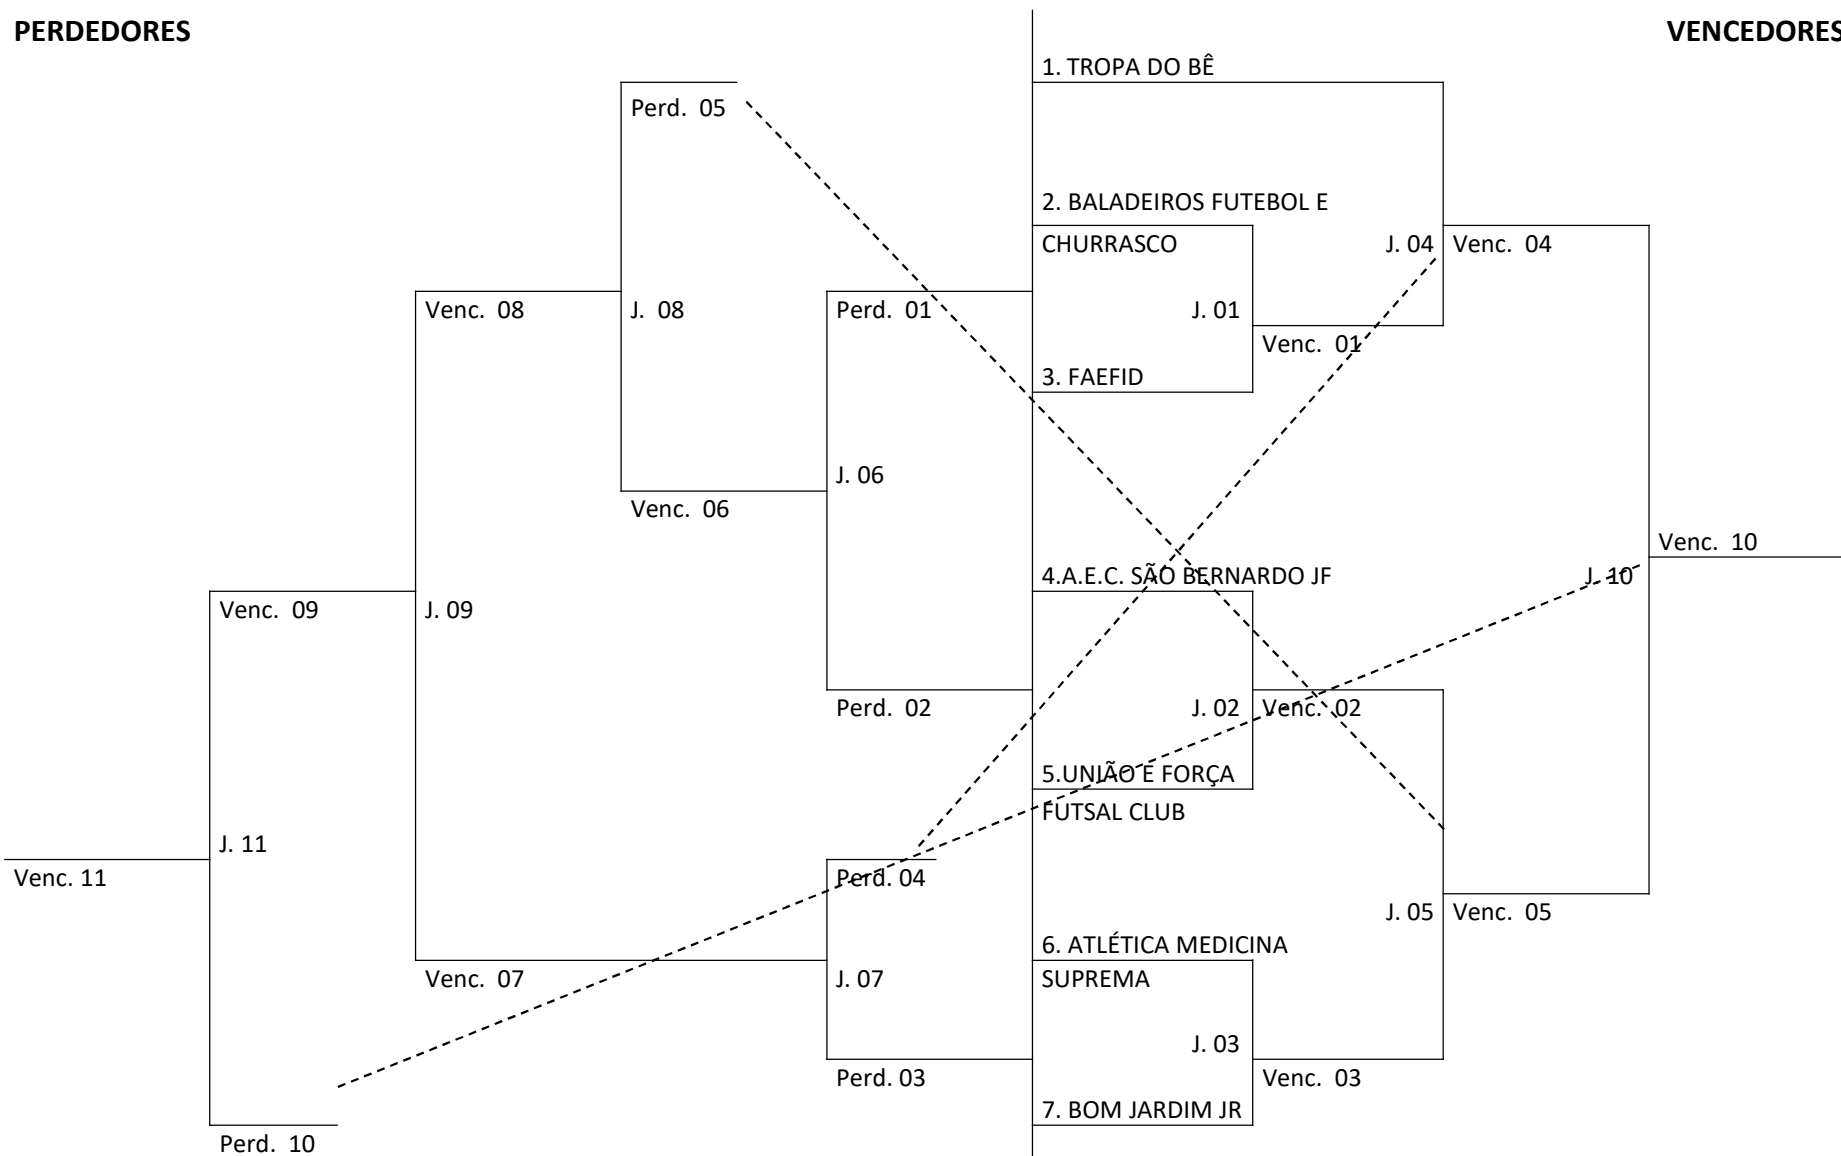 PERDEDORES
VENCEDORES
1. TROPA DO BÊ
Perd. 05
2. BALADEIROS FUTEBOL E
CHURRASCO
J. 04
Venc. 04
Venc. 08
J. 08
Perd. 01
J. 01
Venc. 01
3. FAEFID
J. 06
Venc. 06
Venc. 10
4.A.E.C. SÃO BERNARDO JF
J. 10
Venc. 09
J. 09
Perd. 02
J. 02
Venc. 02
5.UNIÃO E FORÇA
FUTSAL CLUB
J. 11
Venc. 11
Perd. 04
J. 05
Venc. 05
6. ATLÉTICA MEDICINA
SUPREMA
Venc. 07
J. 07
J. 03
Perd. 03
Venc. 03
7. BOM JARDIM JR
Perd. 10